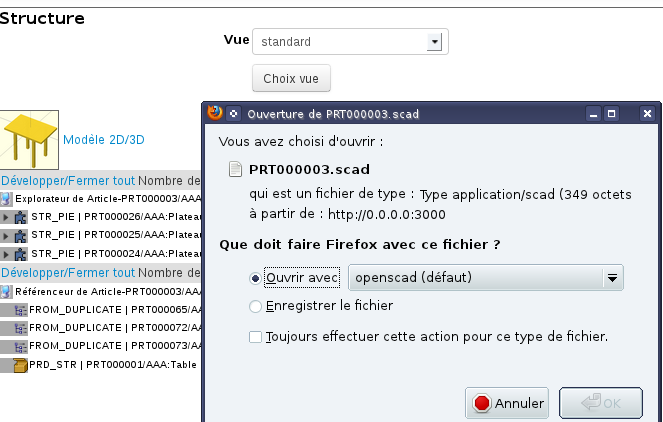 Structure
Vue standard
Choix vue
Modèle 2D/3D
Développer/Fermer tout Nombre de
Explorateur de Article-PRT000003/AAA
STR_PIE | PRT000026/AAA:Plateau
STR_PIE | PRT000025/AAA:Plateau
STR_PIE | PRT000024/AAA:Plateau
Développer/Fermer tout Nombre de
Référenceur de Article-PRT000003/AA
FROM_DUPLICATE | PRT000065/AA
FROM_DUPLICATE | PRT000072/AA
FROM_DUPLICATE | PRT000073/AA
PRD_STR | PRT000001/AAA:Table
Ouverture de PRT000003.scad
Vous avez choisi d'ouvrir :
PRT000003.scad
qui est un fichier de type : Type application/scad (349 octets
à partir de : http://0.0.0.0:3000
Que doit faire Firefox avec ce fichier ?
Ouvrir avec openscad (défaut)
Enregistrer le fichier
Toujours effectuer cette action pour ce type de fichier.
Annuler OK